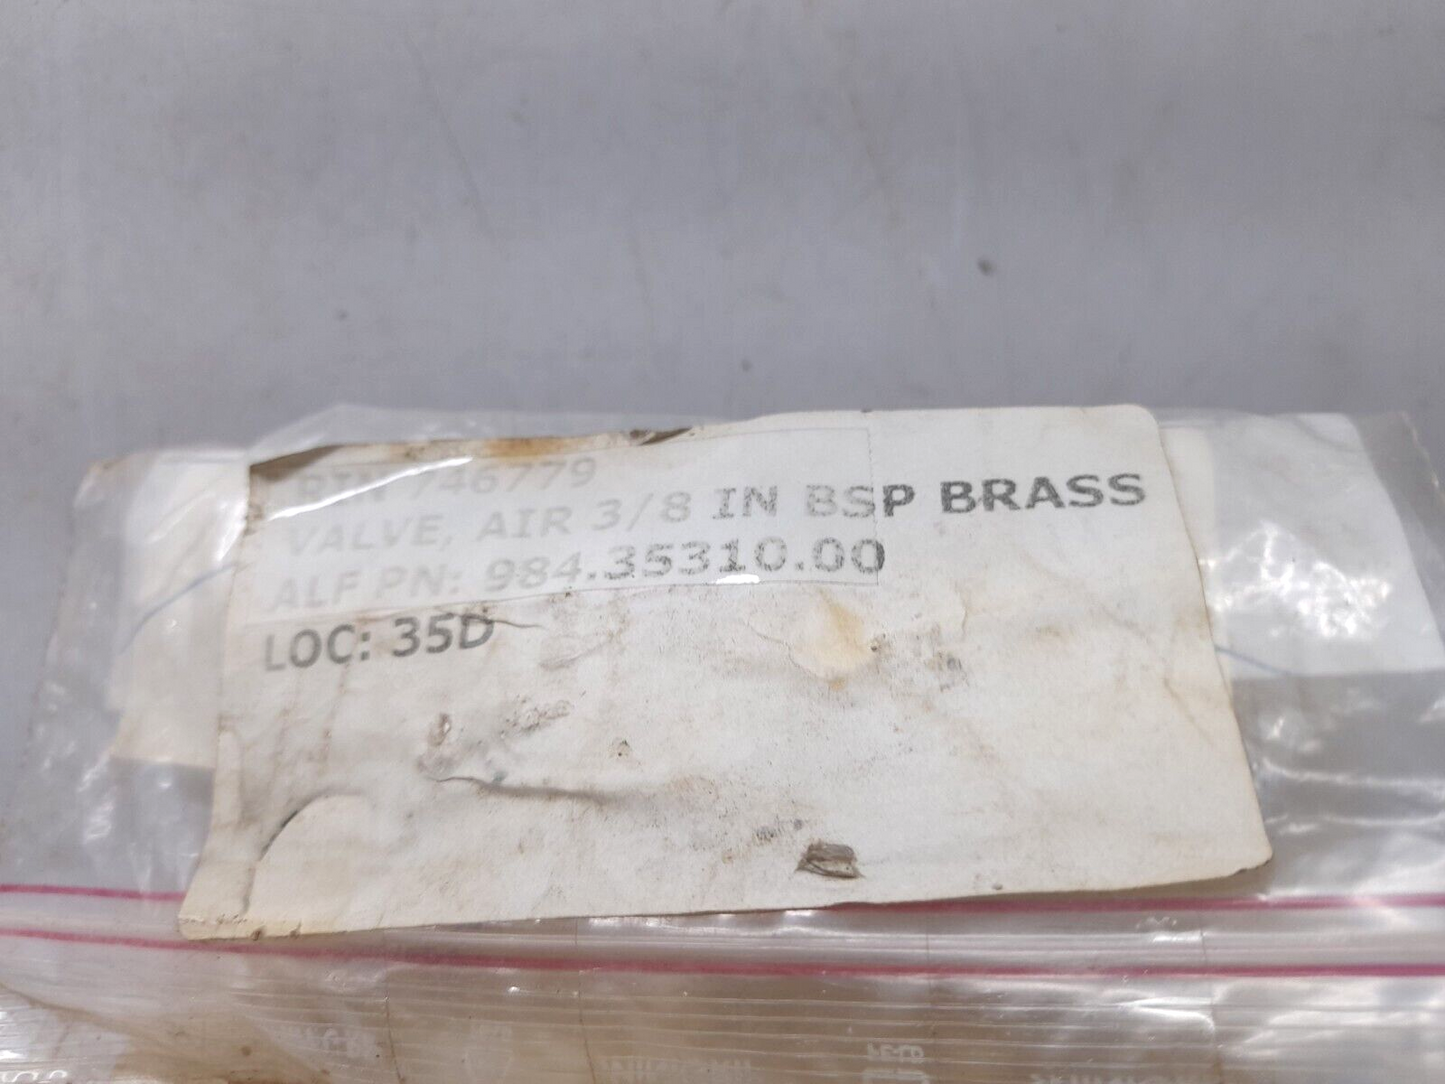 746779
VALVE, AIR 3/8 IN BSP BRASS
ALF PN: 984.35310.00
LOC: 35D